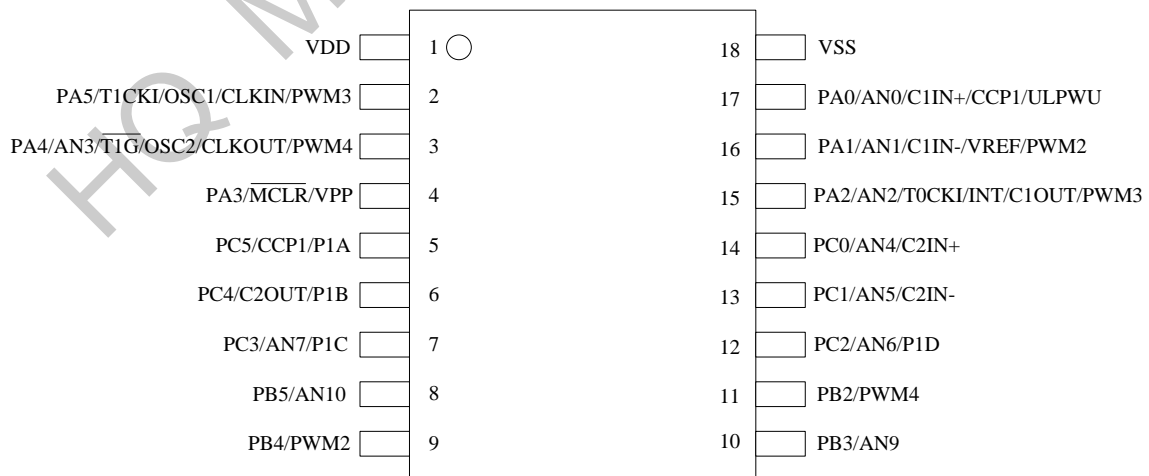 VDD 1 18 VSS
PA5/T1CKI/OSC1/CLKIN/PWM3 2 17 PA0/AN0/C1IN+/CCP1/ULPWU
PA4/AN3/T1G/OSC2/CLKOUT/PWM4 3 16 PA1/AN1/C1IN-/VREF/PWM2
PA3/MCLR/VPP 4 15 PA2/AN2/T0CKI/INT/C1OUT/PWM3
PC5/CCP1/P1A 5 14 PC0/AN4/C2IN+
PC4/C2OUT/P1B 6 13 PC1/AN5/C2IN-
PC3/AN7/P1C 7 12 PC2/AN6/P1D
PB5/AN10 8 11 PB2/PWM4
PB4/PWM2 9 10 PB3/AN9
HQ